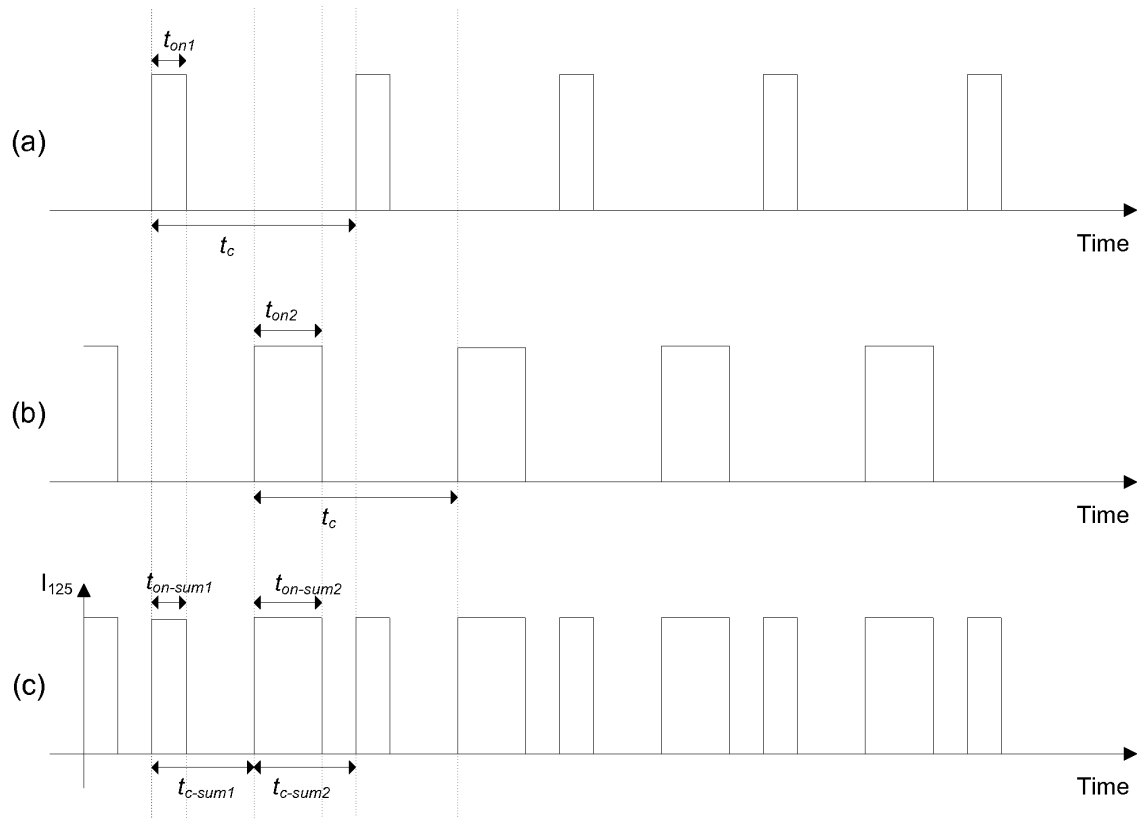 t_on1
(a)
t_c
Time
t_on2
(b)
t_c
Time
I_125
t_on-sum1
t_on-sum2
(c)
t_c-sum1
t_c-sum2
Time